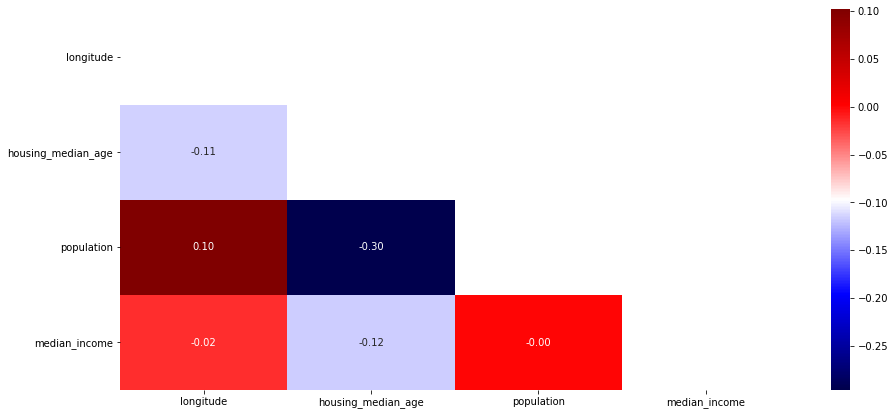 0.10
longitude
0.05
0.00
housing_median_age
-0.11
−0.05
−0.10
population
0.10
-0.30
−0.15
−0.20
median_income
-0.02
-0.12
-0.00
−0.25
longitude
housing_median_age
population
median_income